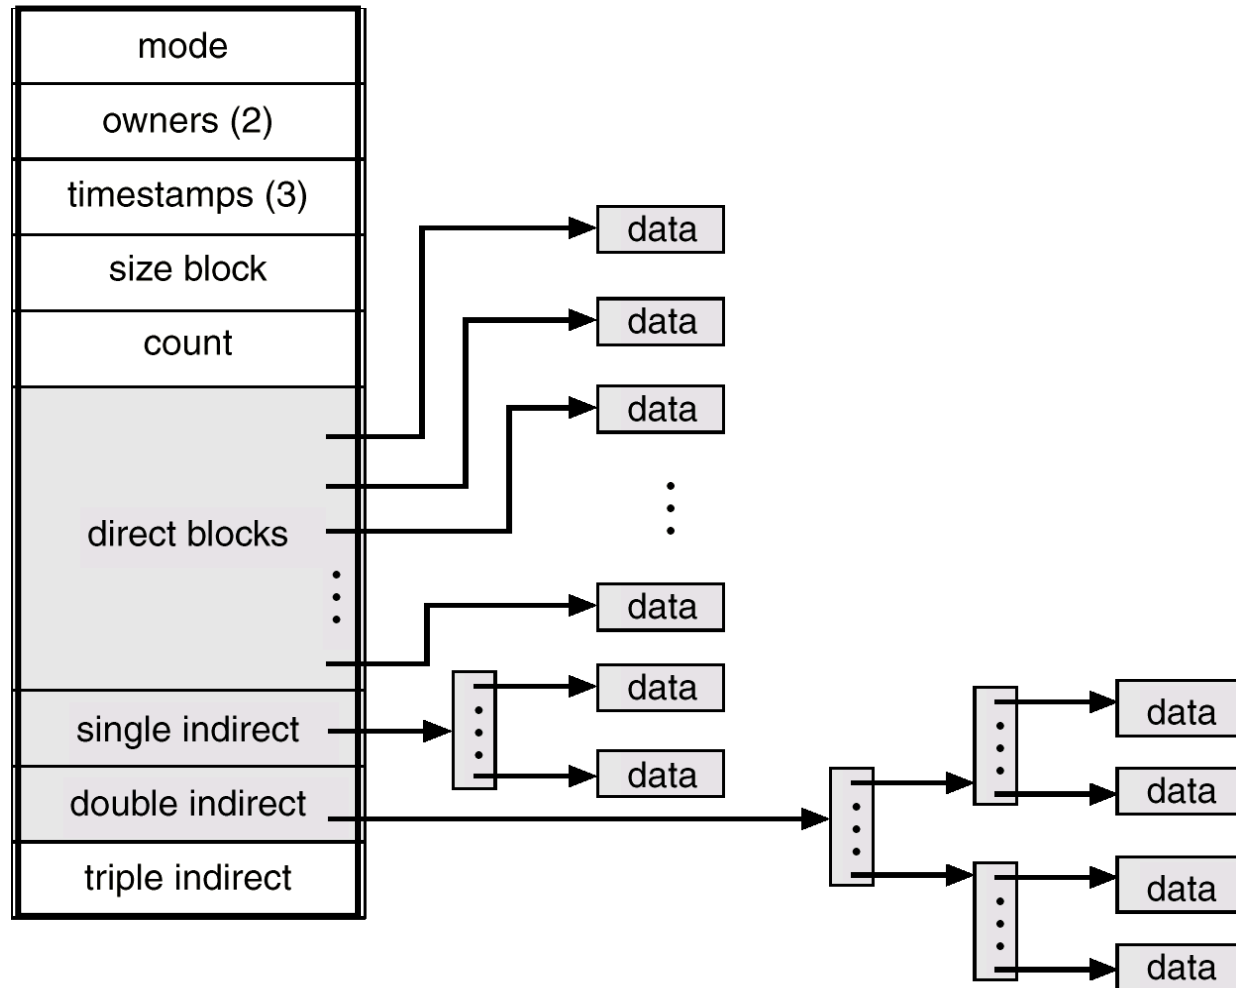 mode
owners (2)
timestamps (3)
size block
count
direct blocks
single indirect
double indirect
triple indirect
data
data
data
data
data
data
data
data
data
data